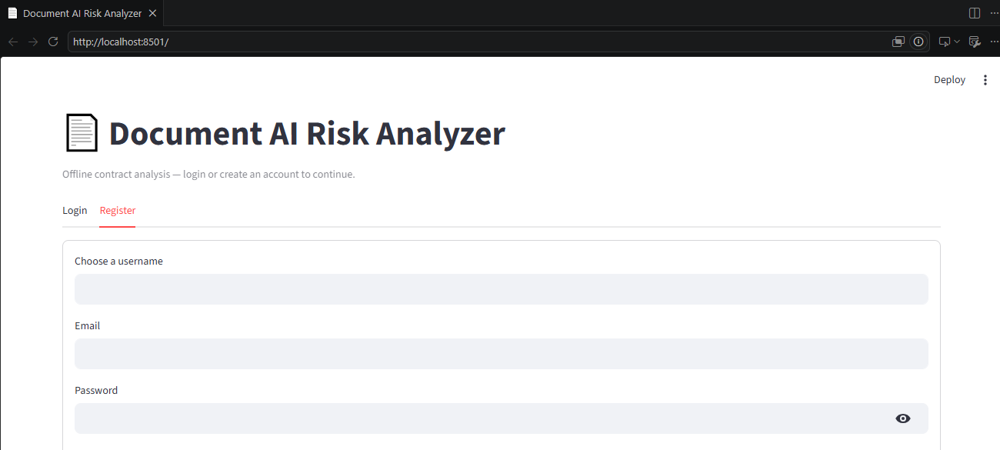 Document AI Risk Analyzer
http://localhost:8501/
Deploy
Document AI Risk Analyzer
Offline contract analysis — login or create an account to continue.
Login Register
Choose a username
Email
Password